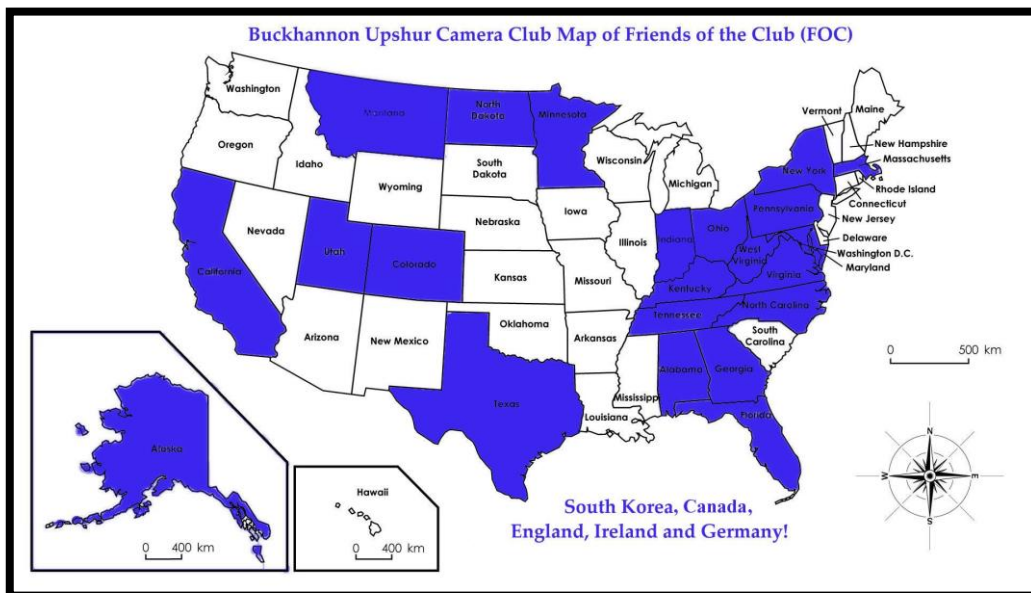 Buckhannon Upshur Camera Club Map of Friends of the Club (FOC)
Washington
Oregon
Idaho
Montana
North
Dakota
Minnesota
South
Dakota
Wyoming
Nebraska
Nevada
Utah
Colorado
California
Kansas
Iowa
Wisconsin
Michigan
Illinois
Indiana
Ohio
Missouri
Kentucky
West
Virginia
Virginia
Pennsylvania
New York
Vermont
Maine
New Hampshire
Massachusetts
Rhode Island
Connecticut
New Jersey
Delaware
Washington D.C.
Maryland
North Carolina
Tennessee
South
Carolina
Arizona
New Mexico
Oklahoma
Arkansas
Texas
Louisiana
Mississipp
Alabama
Georgia
Florida
0 500 km
N
W
E
S
Alaska
0 400 km
Hawaii
0 400 km
South Korea, Canada,
England, Ireland and Germany!